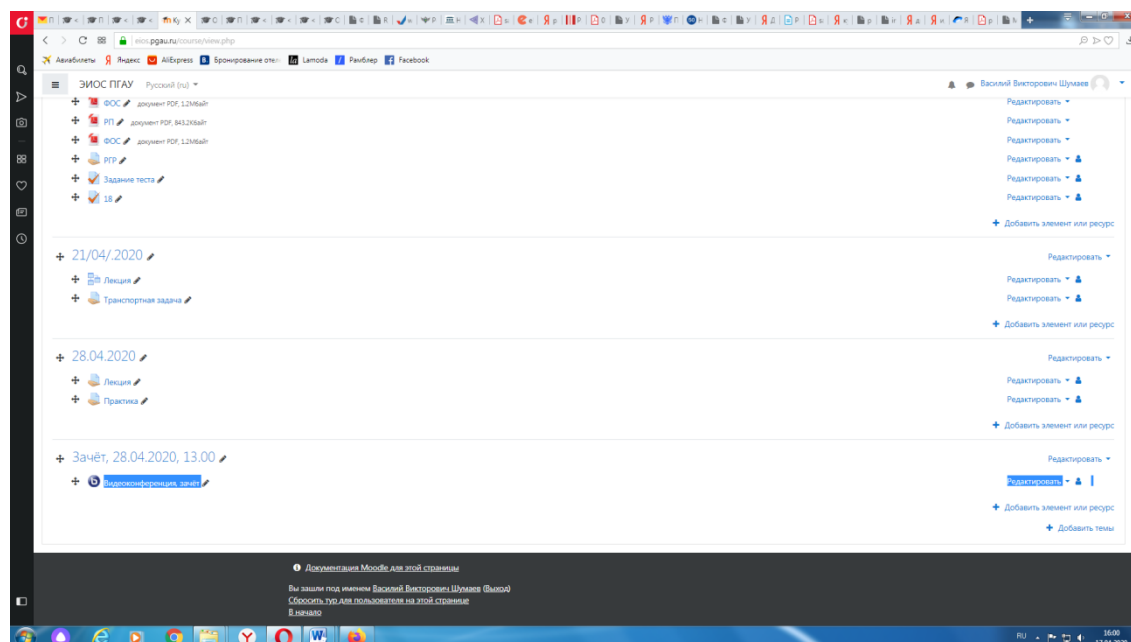 eios.pgau.ru/course/view.php
Авиабилеты Яндекс AliExpress Бронирование отел Lamoda Рамблер Facebook
ЭИОС ПГАУ Русский (ru) Василий Викторович Шумаев
ФОС документ PDF, 1.2Мбайт Редактировать
РП документ PDF, 843.2Кбайт Редактировать
ФОС документ PDF, 1.2Мбайт Редактировать
РГР Редактировать
Задание теста Редактировать
18 Редактировать
Добавить элемент или ресурс
21/04/.2020 Редактировать
Лекция Редактировать
Транспортная задача Редактировать
Добавить элемент или ресурс
28.04.2020 Редактировать
Лекция Редактировать
Практика Редактировать
Добавить элемент или ресурс
Зачёт, 28.04.2020, 13.00 Редактировать
Видеоконференция, зачёт Редактировать
Добавить элемент или ресурс
Добавить темы
Документация Moodle для этой страницы
Вы зашли под именем Василий Викторович Шумаев (Выход)
Сбросить тур для пользователя на этой странице
В начало
RU 16:00